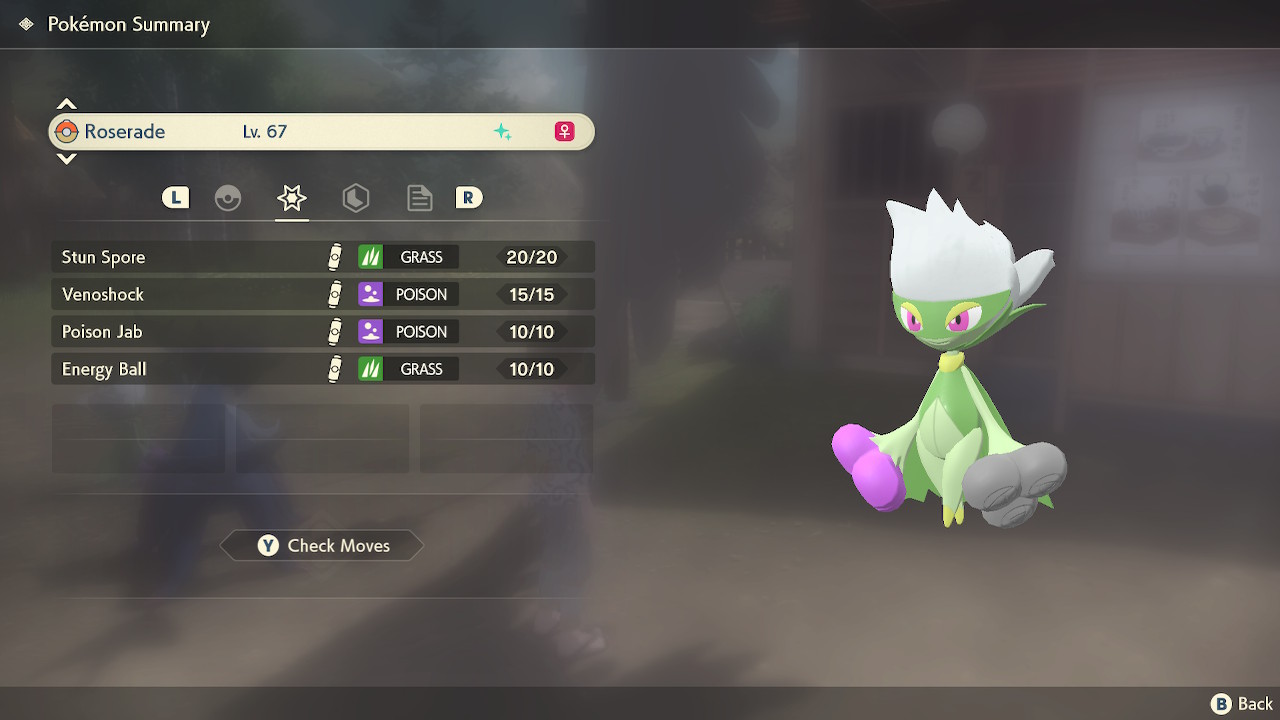 Pokémon Summary
Roserade Lv. 67
L R
Stun Spore GRASS 20/20
Venoshock POISON 15/15
Poison Jab POISON 10/10
Energy Ball GRASS 10/10
Y Check Moves
B Back